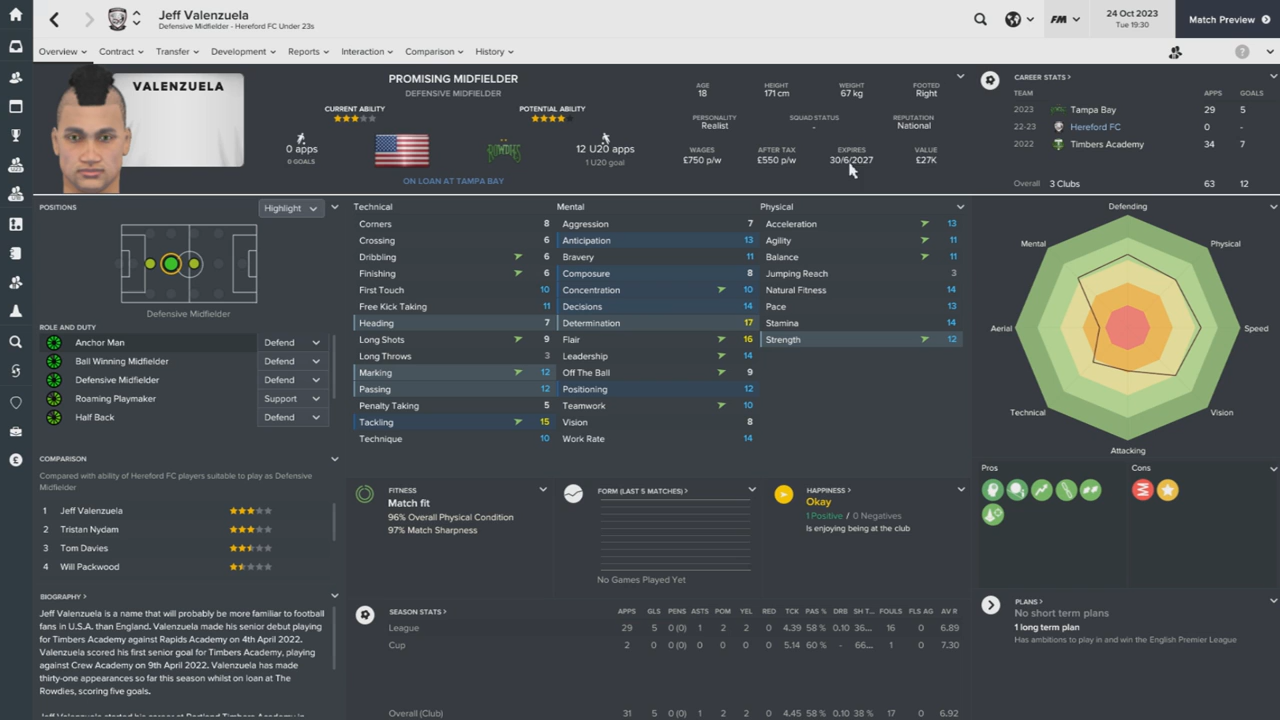 Jeff Valenzuela
Defensive Midfielder - Hereford FC Under 23s
FM
24 Oct 2023
Tue 19:30
Match Preview
Overview
Contract
Transfer
Development
Reports
Interaction
Comparison
History
VALENZUELA
PROMISING MIDFIELDER
DEFENSIVE MIDFIELDER
CURRENT ABILITY
POTENTIAL ABILITY
0 apps
0 GOALS
ROWDIES
12 U20 apps
1 U20 goal
ON LOAN AT TAMPA BAY
AGE HEIGHT WEIGHT FOOTED
18 171 cm 67 kg Right
PERSONALITY SQUAD STATUS REPUTATION
Realist - National
WAGES AFTER TAX EXPIRES VALUE
£750 p/w £550 p/w 30/6/2027 £27K
CAREER STATS >
TEAM APPS GOALS
2023 Tampa Bay 29 5
22-23 Hereford FC 0 -
2022 Timbers Academy 34 7
Overall 3 Clubs 63 12
POSITIONS
Highlight
Defensive Midfielder
ROLE AND DUTY
Anchor Man Defend
Ball Winning Midfielder Defend
Defensive Midfielder Defend
Roaming Playmaker Support
Half Back Defend
COMPARISON
Compared with ability of Hereford FC players suitable to play as Defensive
Midfielder
1 Jeff Valenzuela
2 Tristan Nydam
3 Tom Davies
4 Will Packwood
BIOGRAPHY >
Jeff Valenzuela is a name that will probably be more familiar to football
fans in U.S.A. than England. Valenzuela made his senior debut playing
for Timbers Academy against Rapids Academy on 4th April 2022.
Valenzuela scored his first senior goal for Timbers Academy, playing
against Crew Academy on 9th April 2022. Valenzuela has made
thirty-one appearances so far this season whilst on loan at The
Rowdies, scoring five goals.
Technical
Corners 8
Crossing 6
Dribbling 6
Finishing 6
First Touch 10
Free Kick Taking 11
Heading 7
Long Shots 9
Long Throws 3
Marking 12
Passing 12
Penalty Taking 5
Tackling 15
Technique 10
Mental
Aggression 7
Anticipation 13
Bravery 11
Composure 8
Concentration 10
Decisions 14
Determination 17
Flair 16
Leadership 14
Off The Ball 9
Positioning 12
Teamwork 10
Vision 8
Work Rate 14
Physical
Acceleration 13
Agility 11
Balance 11
Jumping Reach 3
Natural Fitness 14
Pace 13
Stamina 14
Strength 12
Defending
Mental
Physical
Aerial
Speed
Technical
Vision
Attacking
Pros
Cons
FITNESS
Match fit
96% Overall Physical Condition
97% Match Sharpness
FORM (LAST 5 MATCHES) >
No Games Played Yet
HAPPINESS >
Okay
1 Positive / 0 Negatives
Is enjoying being at the club
SEASON STATS > APPS GLS PENS ASTS POM YEL RED TCK PAS % DRB SH T... FOULS FLS AG AV R
League 29 5 0 (0) 1 2 2 0 4.39 58 % 0.10 36... 16 0 6.89
Cup 2 0 0 (0) 0 0 0 0 5.14 60 % - 66... 1 0 7.30
Overall (Club) 31 5 0 (0) 1 2 2 0 4.45 58 % 0.10 38 % 17 0 6.92
PLANS >
No short term plans
1 long term plan
Has ambitions to play in and win the English Premier League